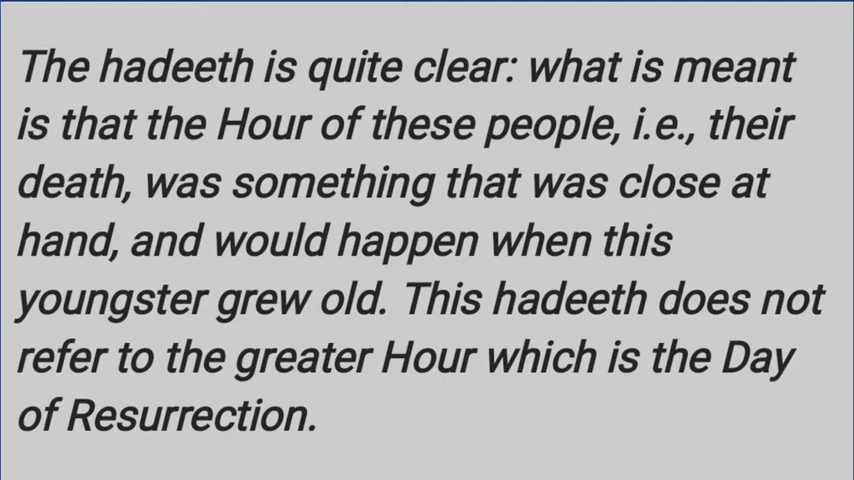 The hadeeth is quite clear: what is meant
is that the Hour of these people, i.e., their
death, was something that was close at
hand, and would happen when this
youngster grew old. This hadeeth does not
refer to the greater Hour which is the Day
of Resurrection.